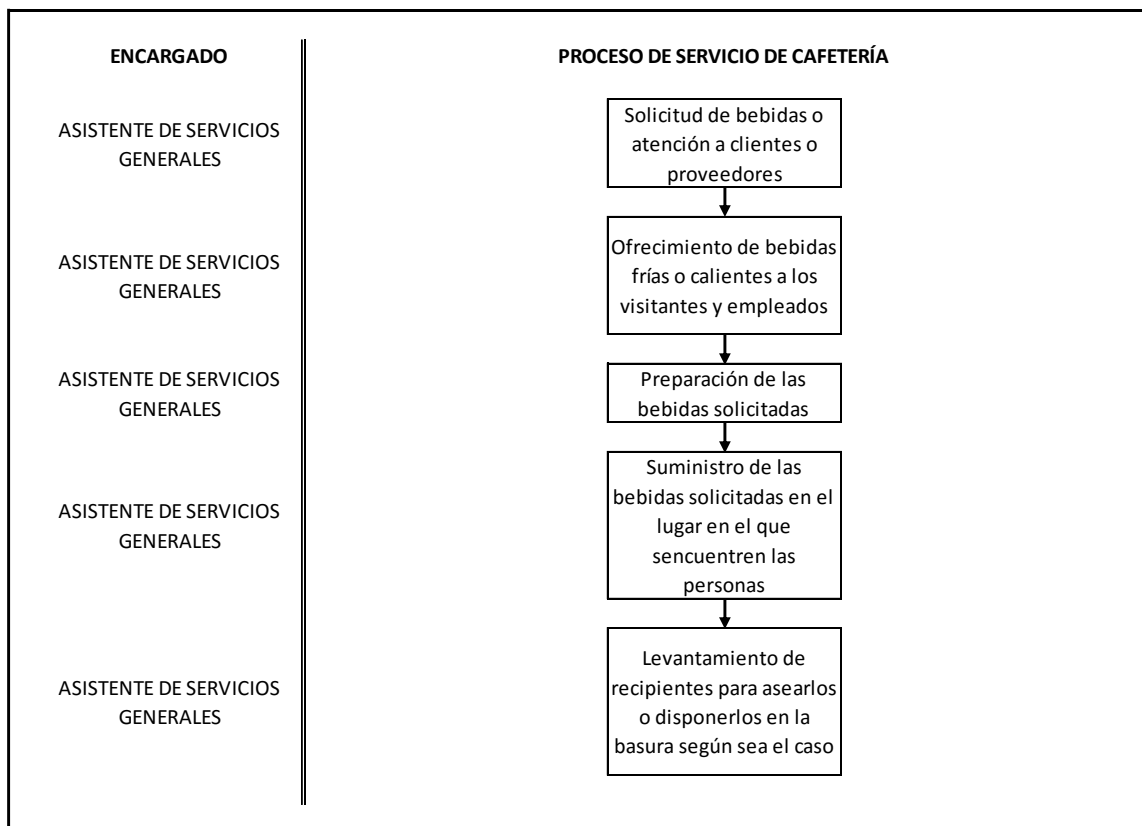 ENCARGADO
PROCESO DE SERVICIO DE CAFETERÍA
ASISTENTE DE SERVICIOS
GENERALES
Solicitud de bebidas o
atención a clientes o
proveedores
ASISTENTE DE SERVICIOS
GENERALES
Ofrecimiento de bebidas
frías o calientes a los
visitantes y empleados
ASISTENTE DE SERVICIOS
GENERALES
Preparación de las
bebidas solicitadas
ASISTENTE DE SERVICIOS
GENERALES
Suministro de las
bebidas solicitadas en el
lugar en el que
sencuentren las
personas
ASISTENTE DE SERVICIOS
GENERALES
Levantamiento de
recipientes para asearlos
o disponerlos en la
basura según sea el caso